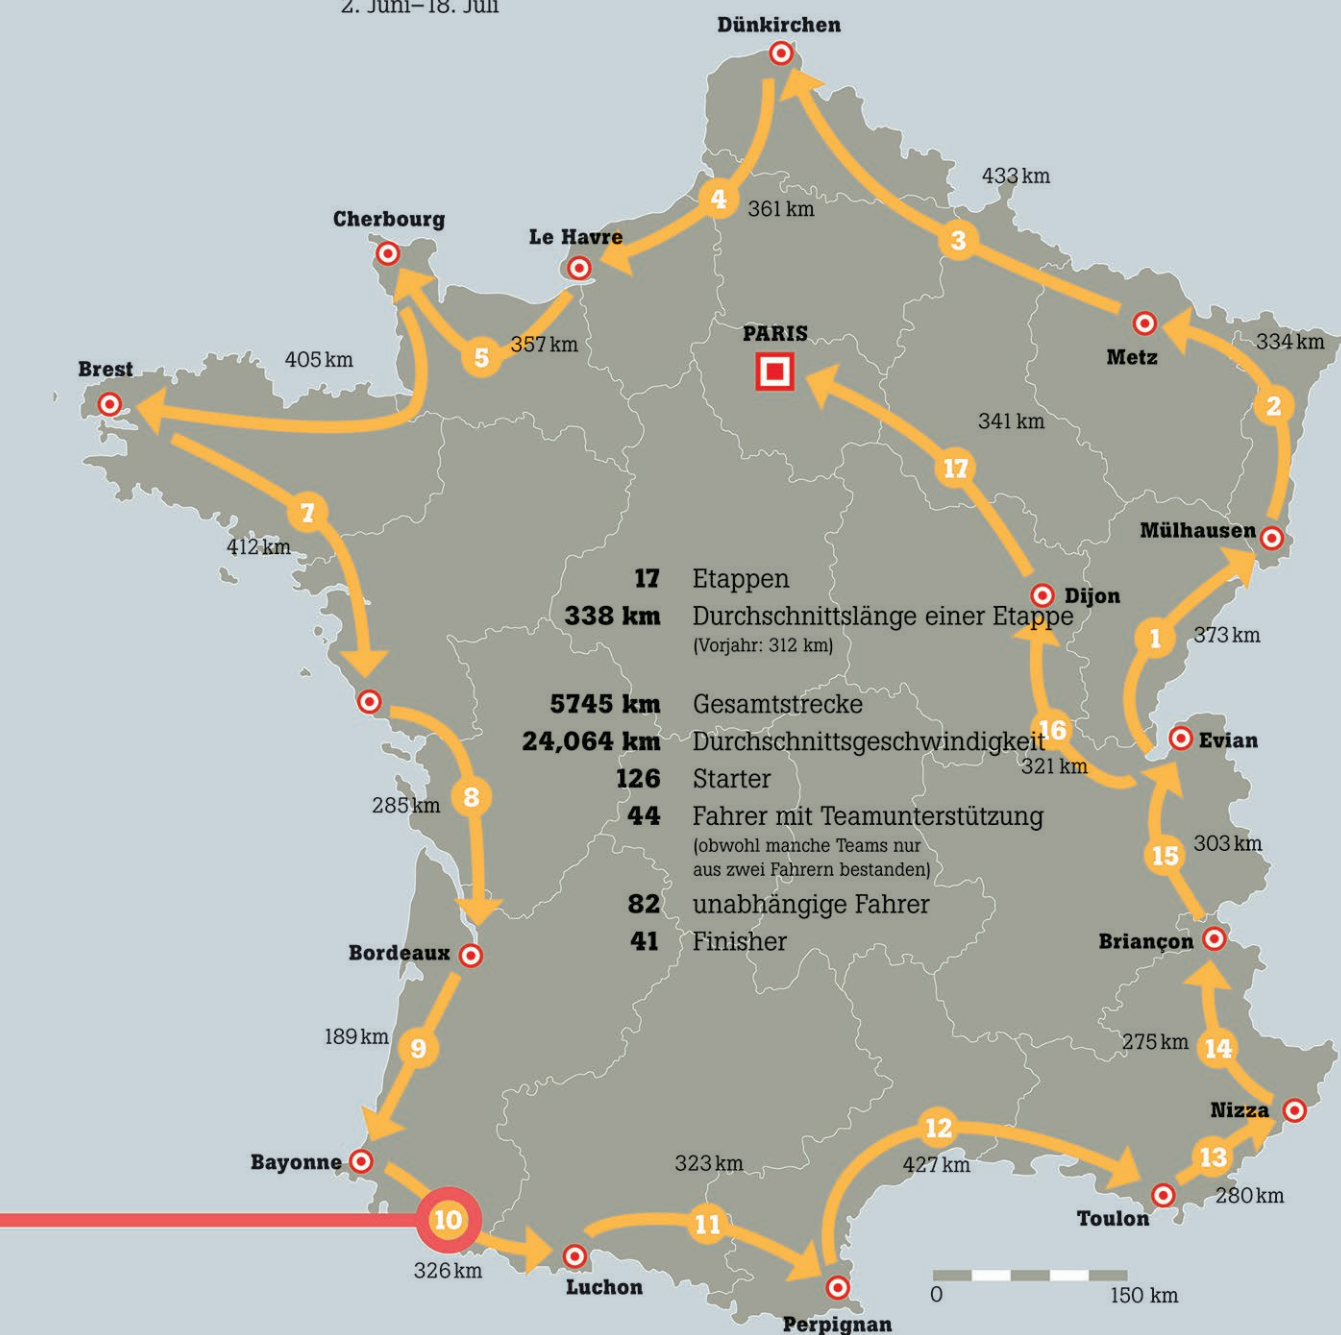 2. Juni–18. Juli
Dünkirchen
433 km
4
361 km
3
Cherbourg
Le Havre
PARIS
5
357 km
405 km
Brest
Metz
334 km
2
341 km
17
7
412 km
Mülhausen
17 Etappen
338 km Durchschnittslänge einer Etappe
(Vorjahr: 312 km)
5745 km Gesamtstrecke
24,064 km Durchschnittsgeschwindigkeit
126 Starter
44 Fahrer mit Teamunterstützung
(obwohl manche Teams nur
aus zwei Fahrern bestanden)
82 unabhängige Fahrer
41 Finisher
Dijon
1
373 km
16
321 km
Evian
8
285 km
15
303 km
Bordeaux
Briançon
189 km
9
275 km
14
Nizza
Bayonne
12
427 km
13
280 km
323 km
Toulon
10
326 km
11
Luchon
Perpignan
0
150 km